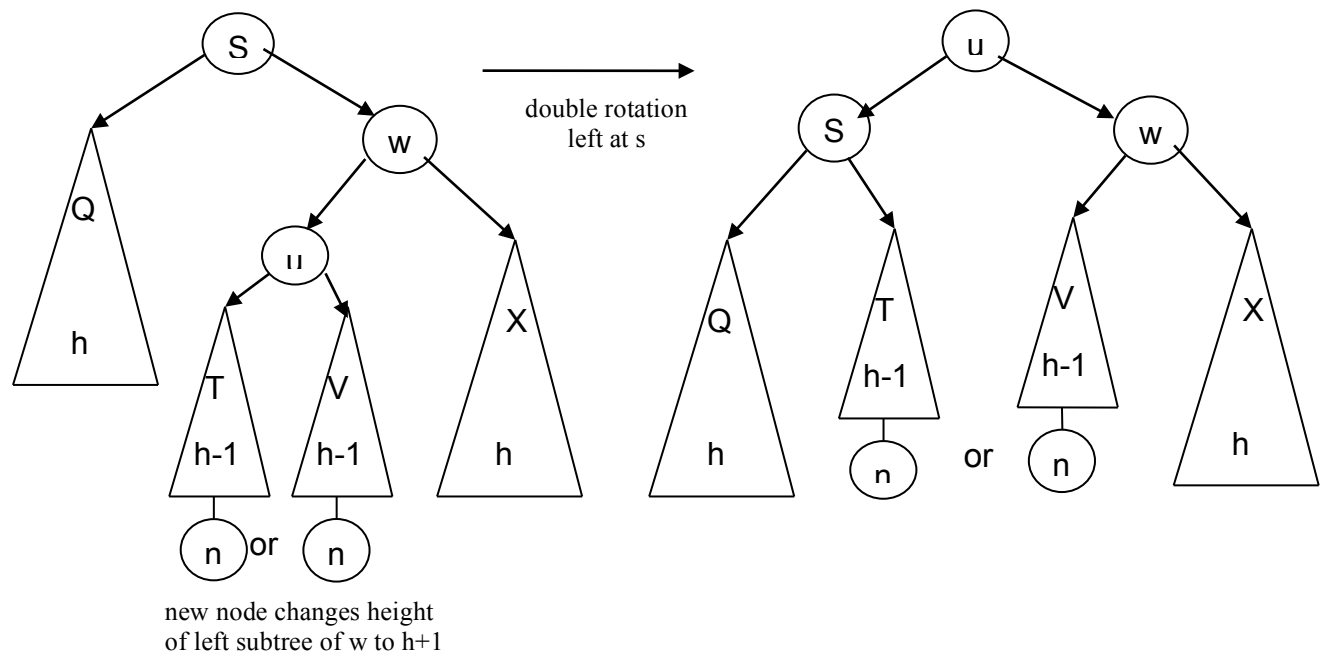 S
u
double rotation
left at s
S
w
w
Q
u
X
Q
T
V
X
h
T
V
h-1
h-1
h-1
h-1
h
h
h
n
or
n
n
or
n
new node changes height
of left subtree of w to h+1